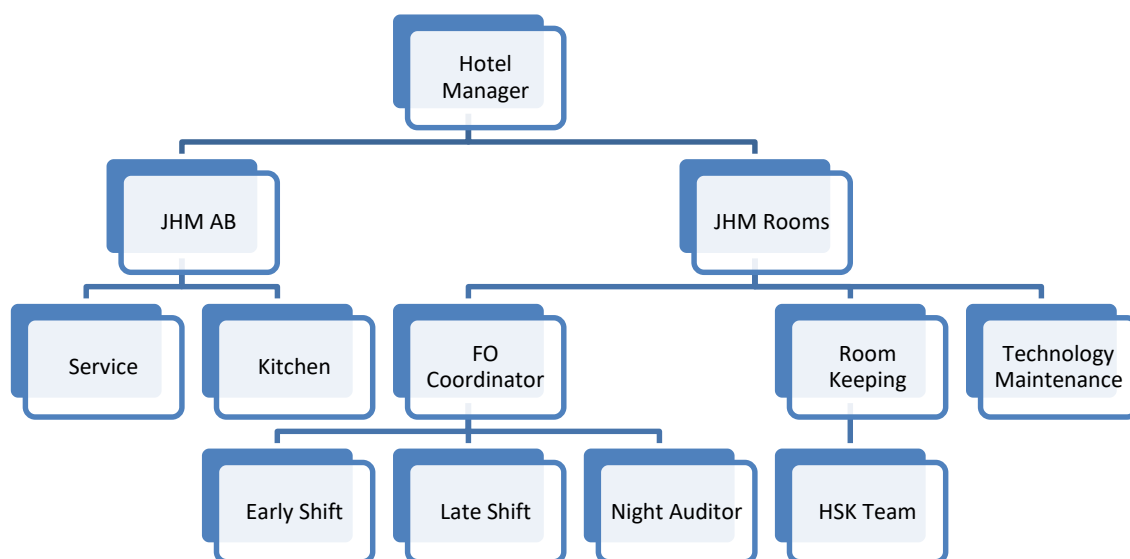 Hotel
Manager
JHM AB
JHM Rooms
Service
Kitchen
FO
Coordinator
Room
Keeping
Technology
Maintenance
Early Shift
Late Shift
Night Auditor
HSK Team